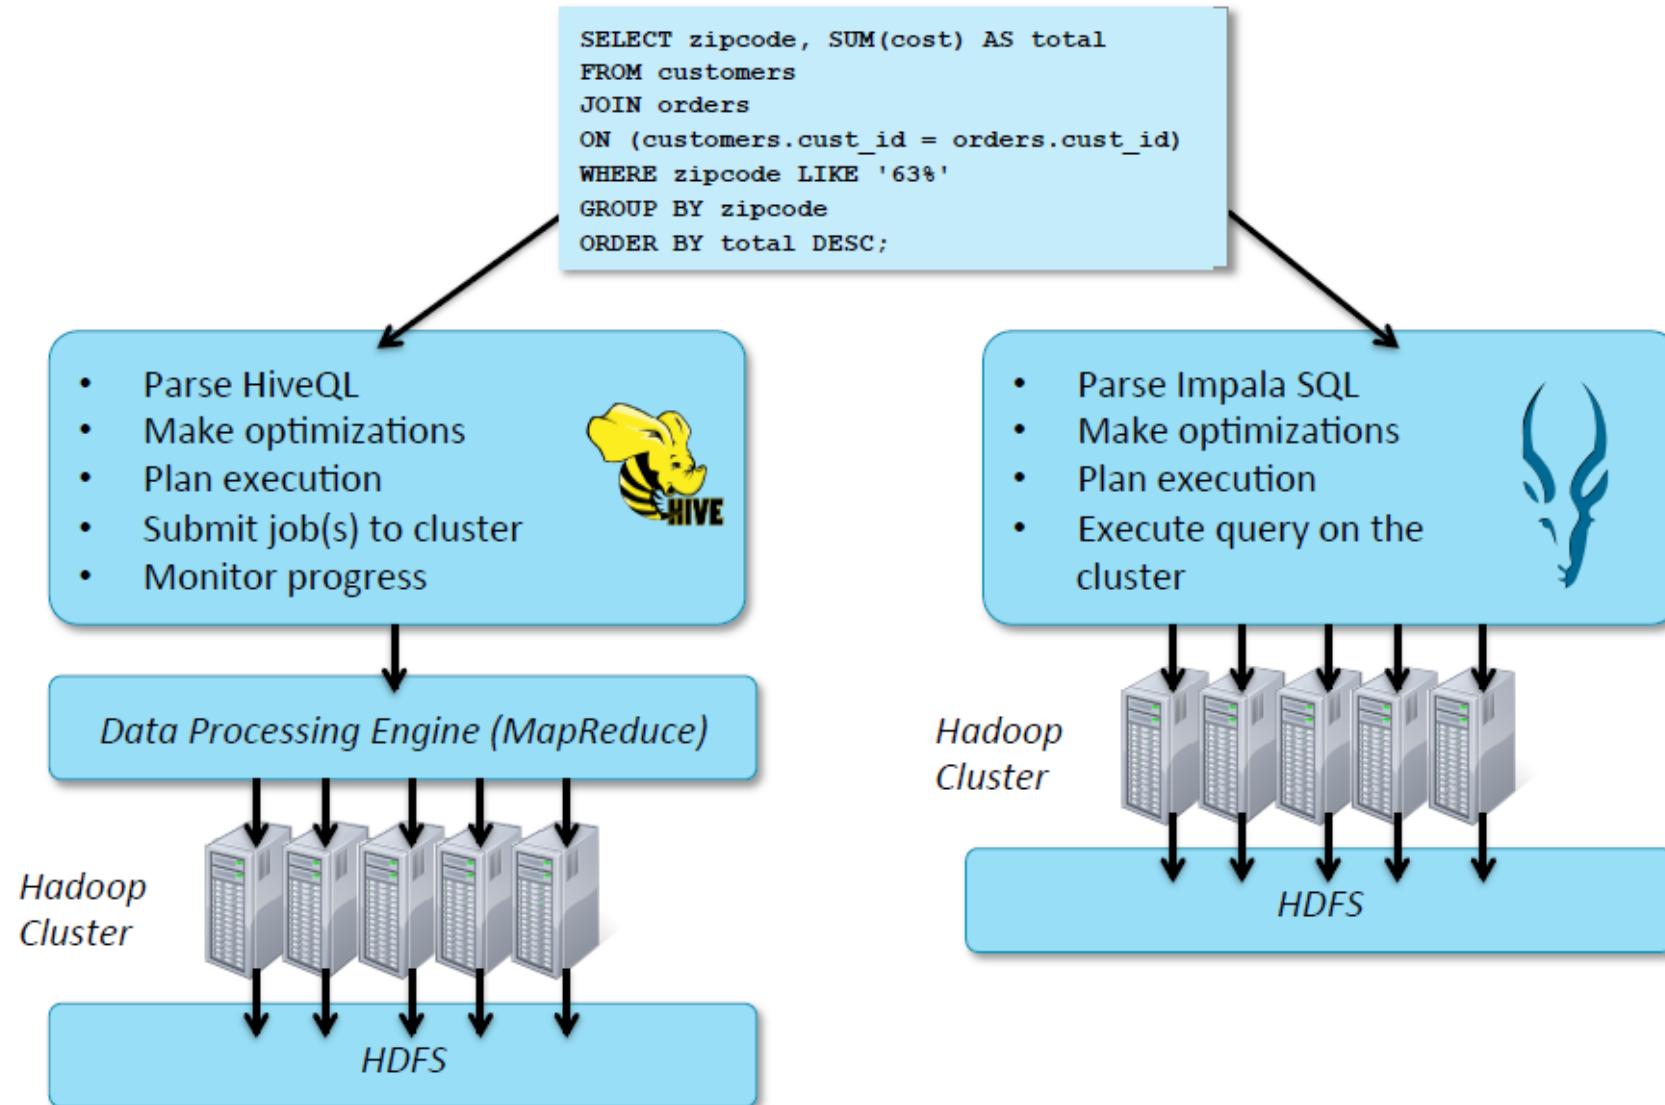 SELECT zipcode, SUM(cost) AS total
FROM customers
JOIN orders
ON (customers.cust_id = orders.cust_id)
WHERE zipcode LIKE '63%'
GROUP BY zipcode
ORDER BY total DESC;
• Parse HiveQL
• Make optimizations
• Plan execution
• Submit job(s) to cluster
• Monitor progress
HIVE
Data Processing Engine (MapReduce)
Hadoop
Cluster
HDFS
• Parse Impala SQL
• Make optimizations
• Plan execution
• Execute query on the
cluster
Hadoop
Cluster
HDFS